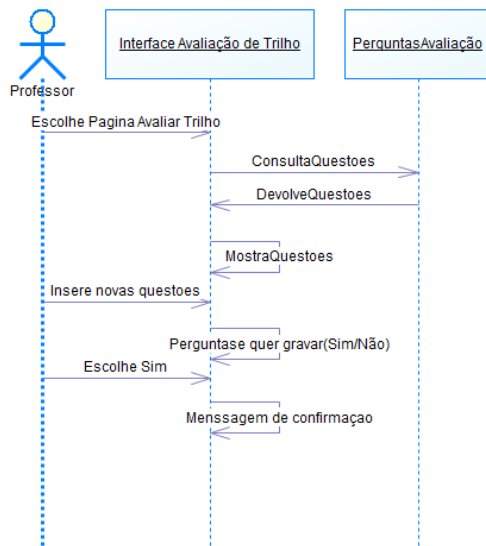 Interface Avaliação de Trilho
PerguntasAvaliação
Professor
Escolhe Pagina Avaliar Trilho
ConsultaQuestoes
DevolveQuestoes
MostraQuestoes
Insere novas questoes
Perguntase quer gravar(Sim/Não)
Escolhe Sim
Menssagem de confirmaçao